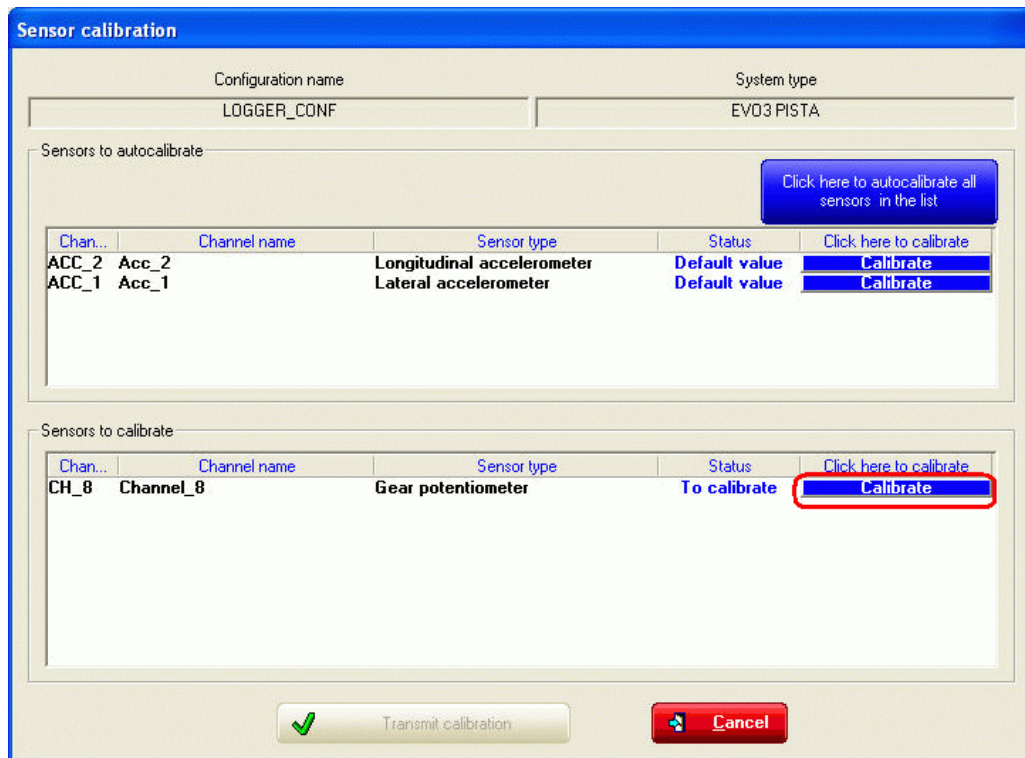 Sensor calibration
Configuration name System type
LOGGER_CONF EVO3 PISTA
Sensors to autocalibrate
Click here to autocalibrate all
sensors in the list
Chan... Channel name Sensor type Status Click here to calibrate
ACC_2 Acc_2 Longitudinal accelerometer Default value Calibrate
ACC_1 Acc_1 Lateral accelerometer Default value Calibrate
Sensors to calibrate
Chan... Channel name Sensor type Status Click here to calibrate
CH_8 Channel_8 Gear potentiometer To calibrate Calibrate
Transmit calibration Cancel